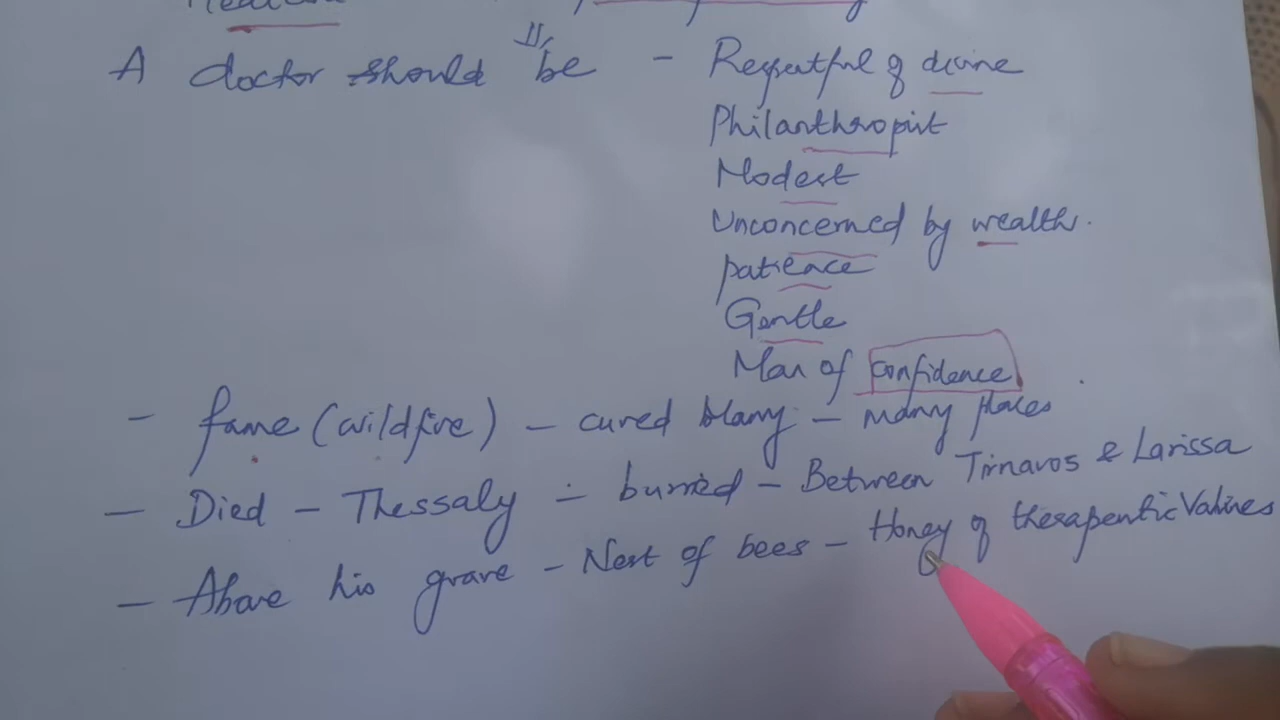 A doctor should be - Respectful of divine
Philanthropist
Modest
Unconcerned by wealth.
patience
Gentle
Man of confidence
- fame (wildfire) - cured many - many places
- Died - Thessaly - burried - Between Tirnavos & Larissa
- Above his grave - Nest of bees - Honey of therapeutic Values